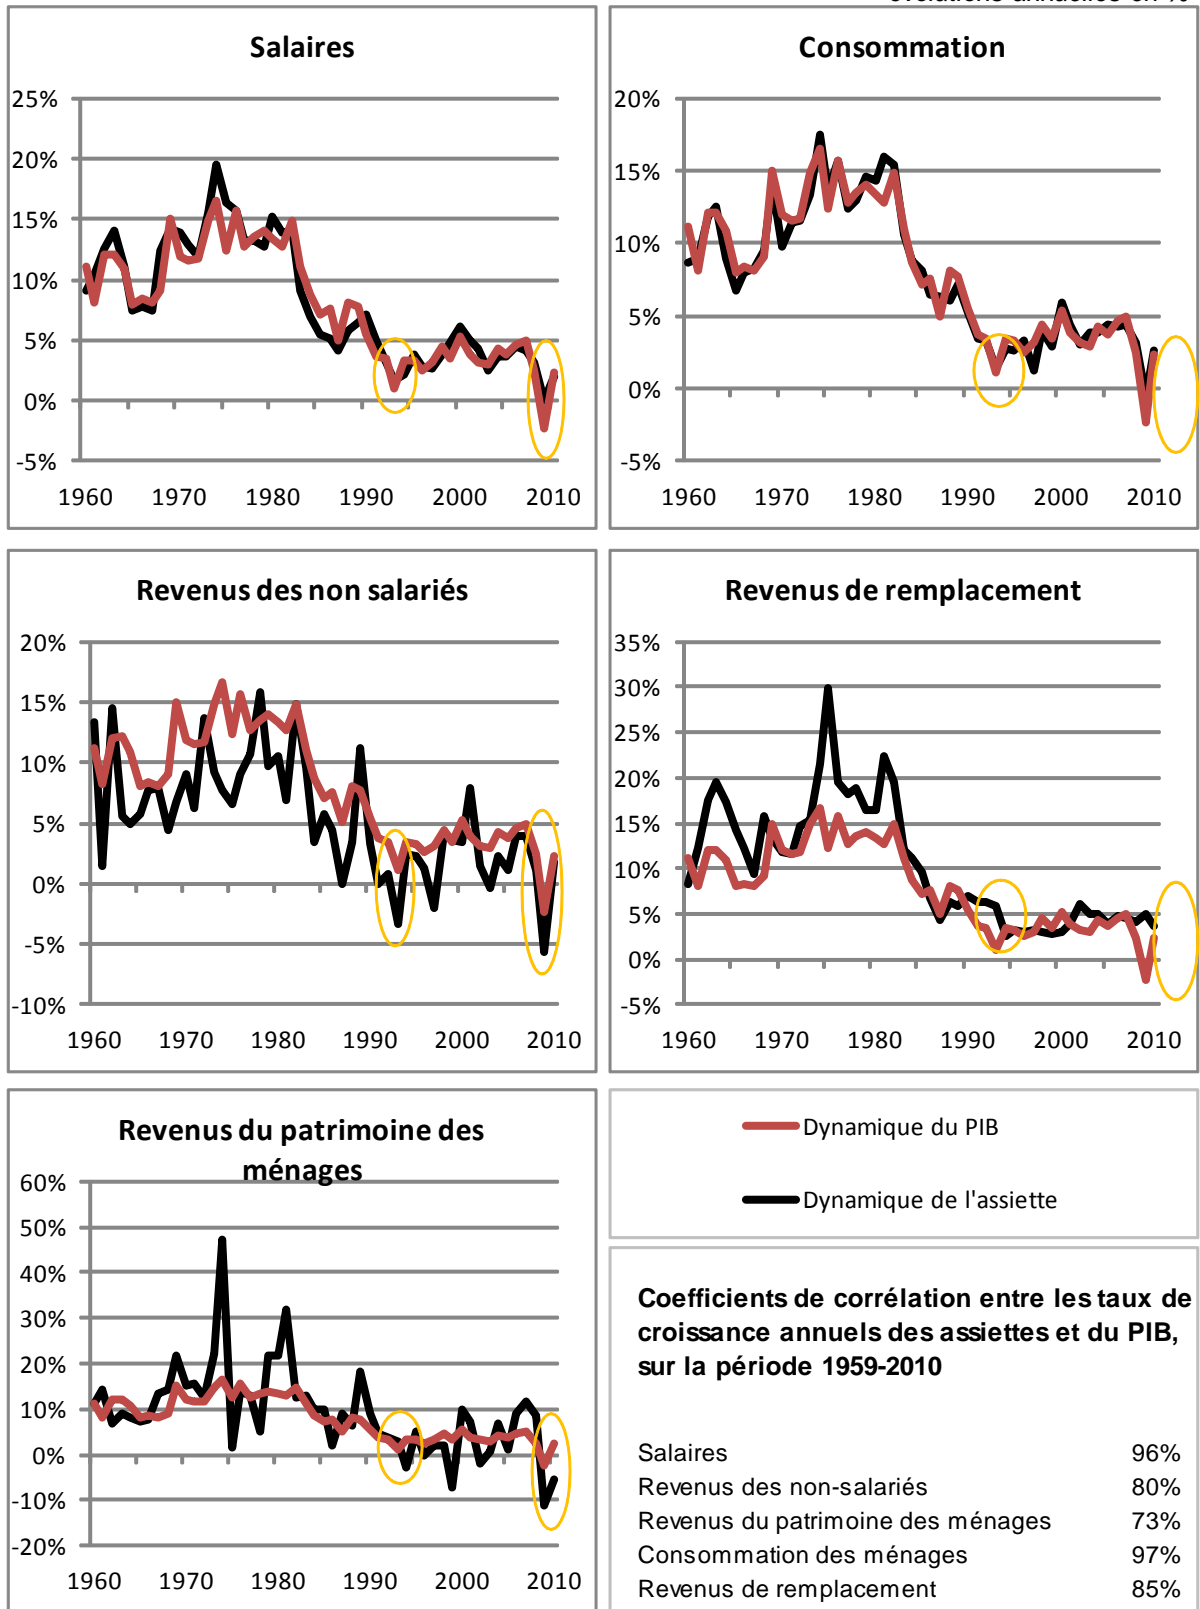 évolutions annuelles en %
Salaires
25%
20%
15%
10%
5%
0%
-5%
1960 1970 1980 1990 2000 2010
Consommation
20%
15%
10%
5%
0%
-5%
1960 1970 1980 1990 2000 2010
Revenus des non salariés
20%
15%
10%
5%
0%
-5%
-10%
1960 1970 1980 1990 2000 2010
Revenus de remplacement
35%
30%
25%
20%
15%
10%
5%
0%
-5%
1960 1970 1980 1990 2000 2010
Revenus du patrimoine des
ménages
60%
50%
40%
30%
20%
10%
0%
-10%
-20%
1960 1970 1980 1990 2000 2010
Dynamique du PIB
Dynamique de l'assiette
Coefficients de corrélation entre les taux de
croissance annuels des assiettes et du PIB,
sur la période 1959-2010
Salaires 96%
Revenus des non-salariés 80%
Revenus du patrimoine des ménages 73%
Consommation des ménages 97%
Revenus de remplacement 85%